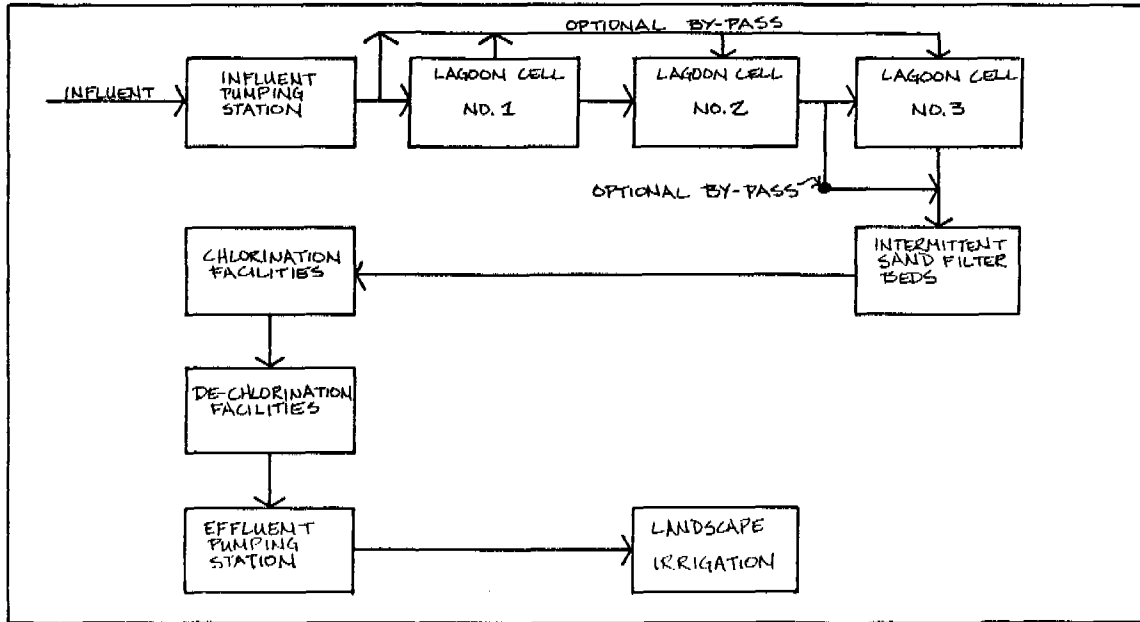 OPTIONAL BY-PASS
INFLUENT
INFLUENT
PUMPING
STATION
LAGOON CELL
NO. 1
LAGOON CELL
NO. 2
LAGOON CELL
NO. 3
OPTIONAL BY-PASS
CHLORINATION
FACILITIES
INTERMITTENT
SAND FILTER
BEDS
DE-CHLORINATION
FACILITIES
EFFLUENT
PUMPING
STATION
LANDSCAPE
IRRIGATION